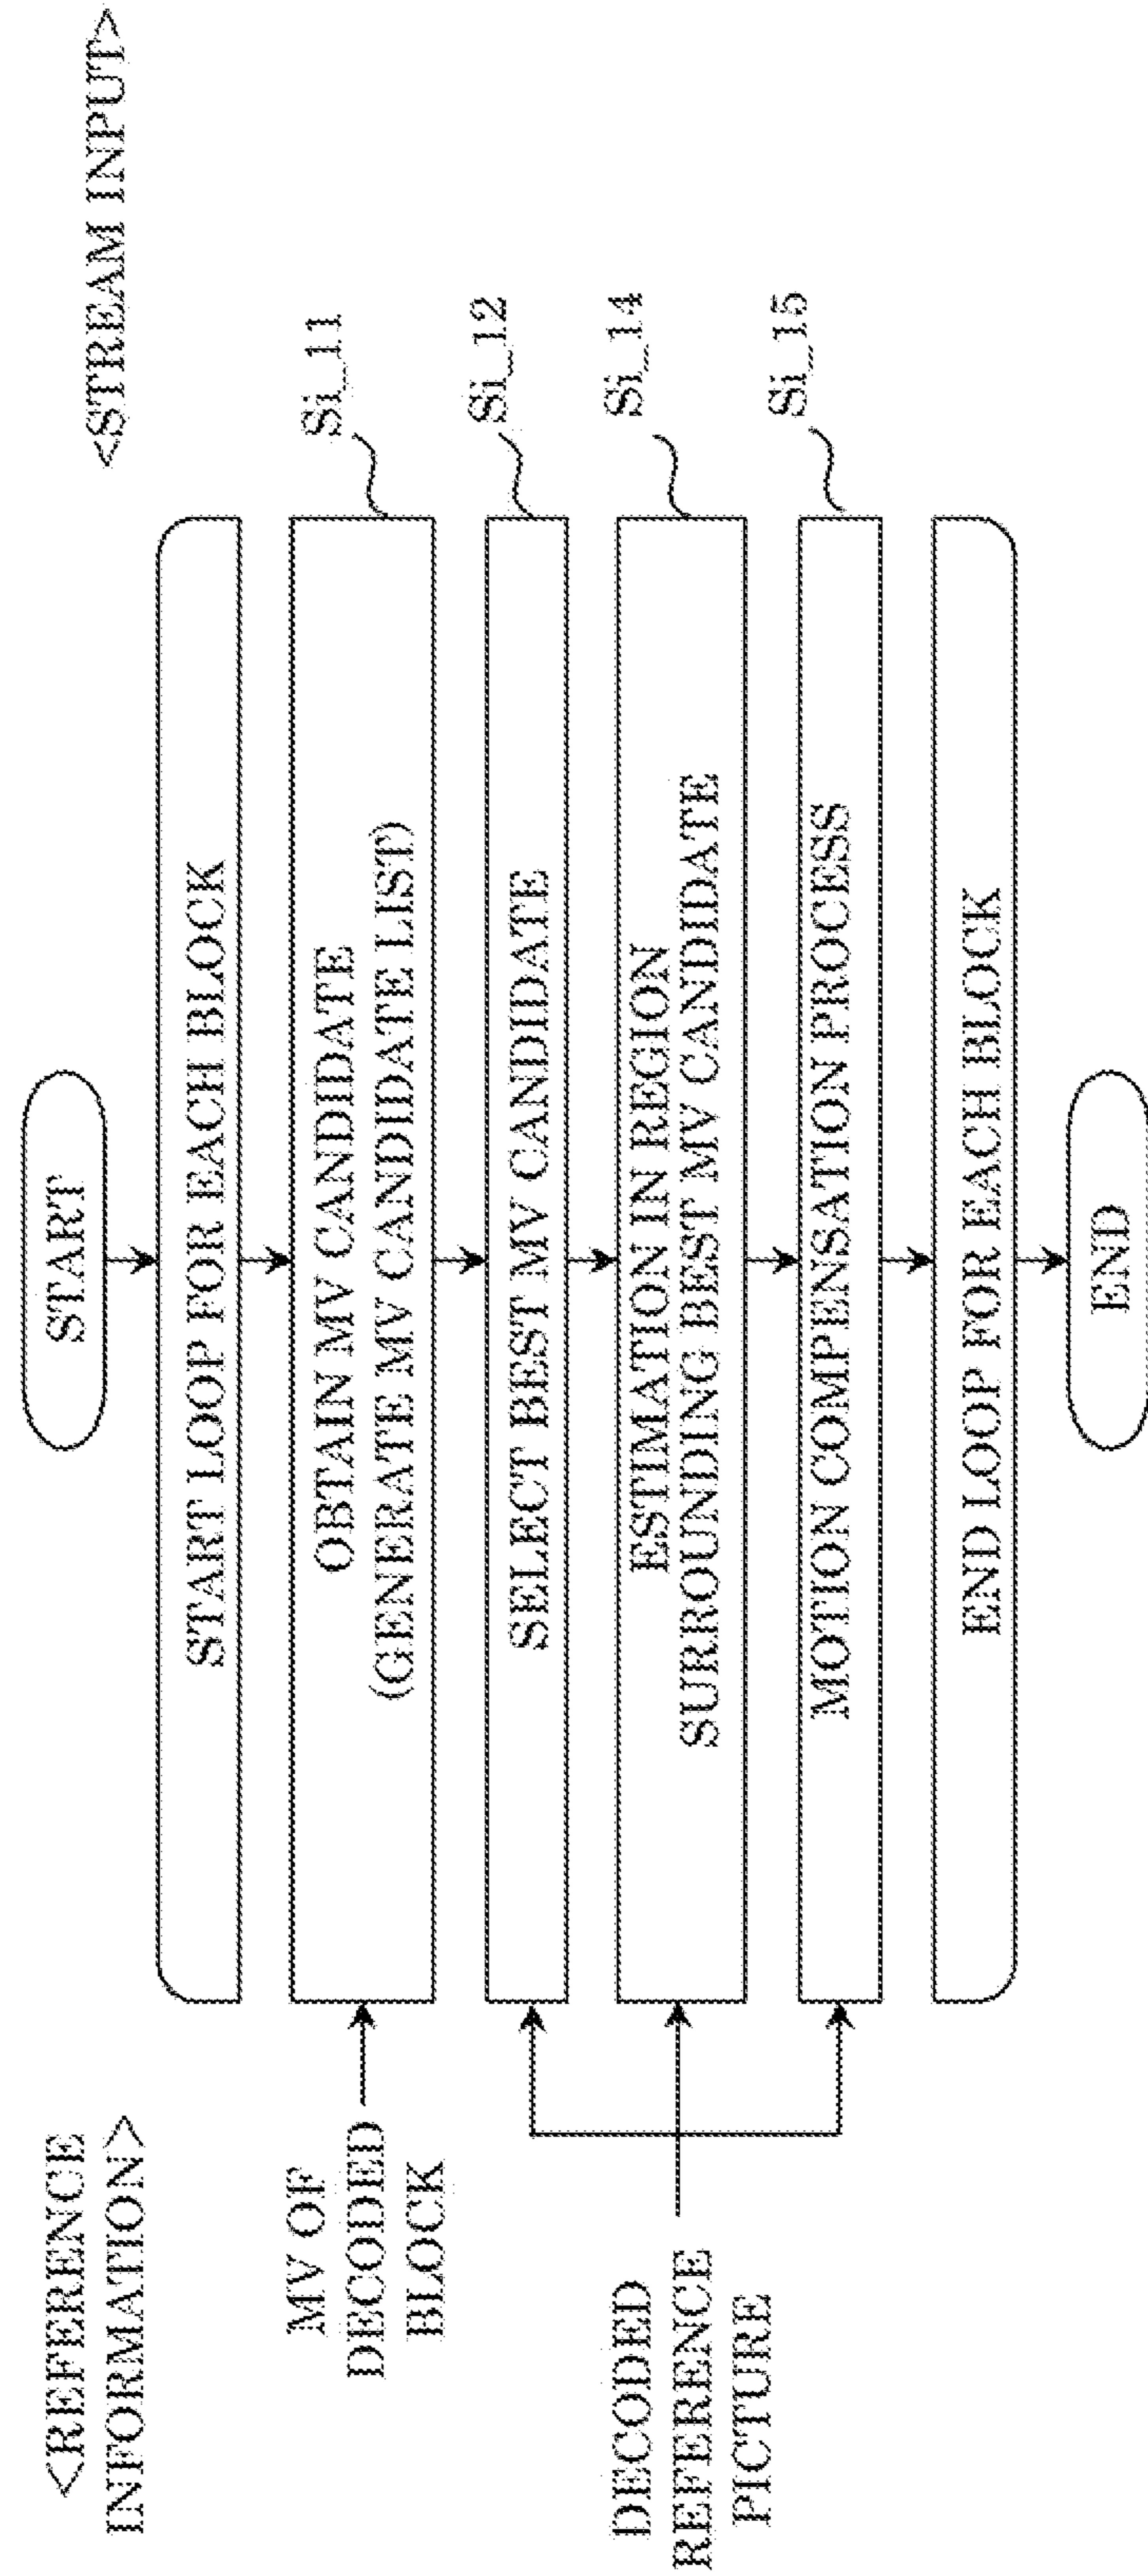 <REFERENCE
INFORMATION>
<STREAM INPUT>
START
START LOOP FOR EACH BLOCK
MV OF
DECODED
BLOCK
OBTAIN MV CANDIDATE
(GENERATE MV CANDIDATE LIST)
Si_11
SELECT BEST MV CANDIDATE
Si_12
DECODED
REFERENCE
PICTURE
ESTIMATION IN REGION
SURROUNDING BEST MV CANDIDATE
Si_14
MOTION COMPENSATION PROCESS
Si_15
END LOOP FOR EACH BLOCK
END